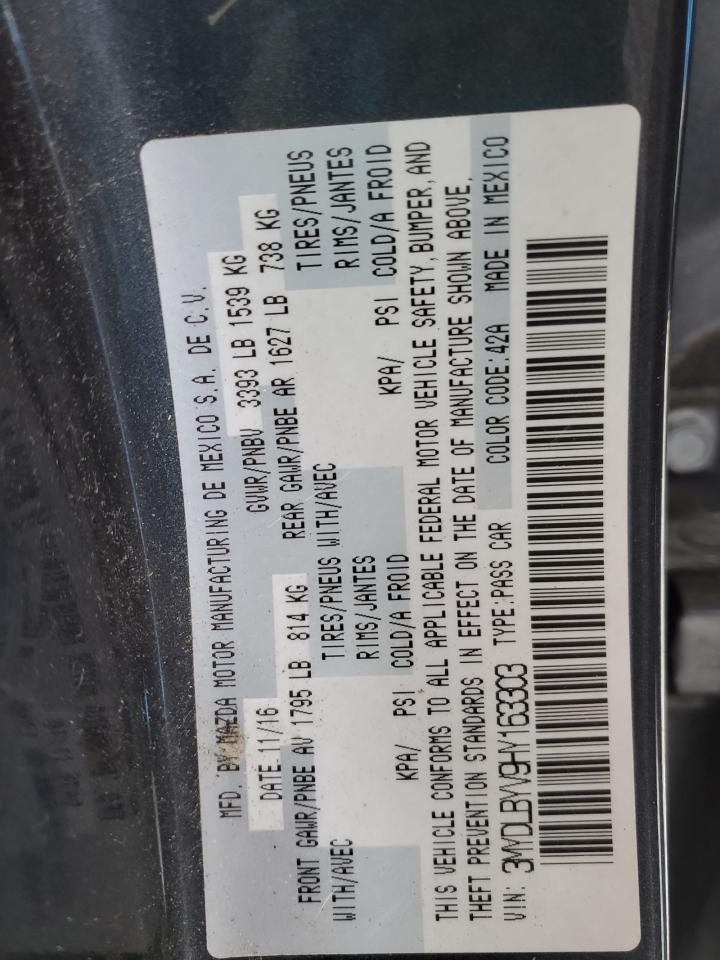 MFD. BY MAZDA MOTOR MANUFACTURING DE MEXICO S.A. DE C.V.
DATE 11/16 GVWR/PNBV 3393 LB 1539 KG
FRONT GAWR/PNBE AV 1795 LB 814 KG REAR GAWR/PNBE AR 1627 LB 738 KG
WITH/AVEC TIRES/PNEUS WITH/AVEC TIRES/PNEUS
RIMS/JANTES RIMS/JANTES
KPA/ PSI COLD/A FROID KPA/ PSI COLD/A FROID
THIS VEHICLE CONFORMS TO ALL APPLICABLE FEDERAL MOTOR VEHICLE SAFETY, BUMPER, AND
THEFT PREVENTION STANDARDS IN EFFECT ON THE DATE OF MANUFACTURE SHOWN ABOVE.
VIN: 3MYDLBYV9HY163303 TYPE:PASS CAR COLOR CODE:42A MADE IN MEXICO